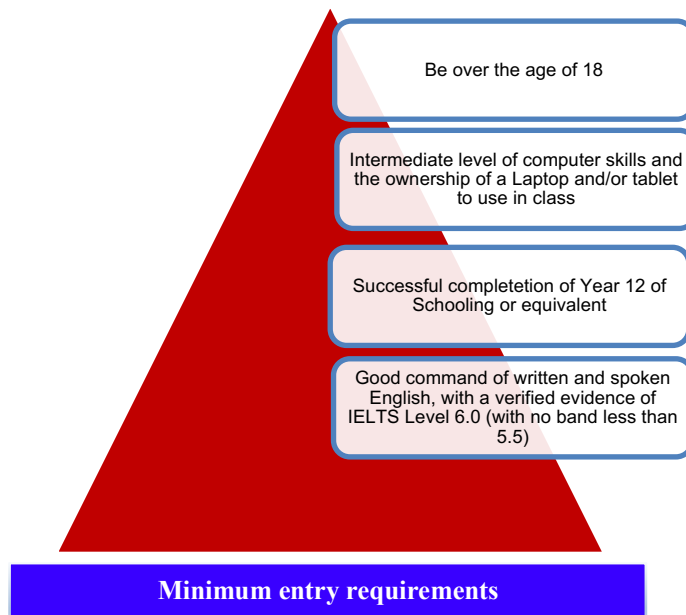 Be over the age of 18
Intermediate level of computer skills and
the ownership of a Laptop and/or tablet
to use in class
Successful completetion of Year 12 of
Schooling or equivalent
Good command of written and spoken
English, with a verified evidence of
IELTS Level 6.0 (with no band less than
5.5)
Minimum entry requirements